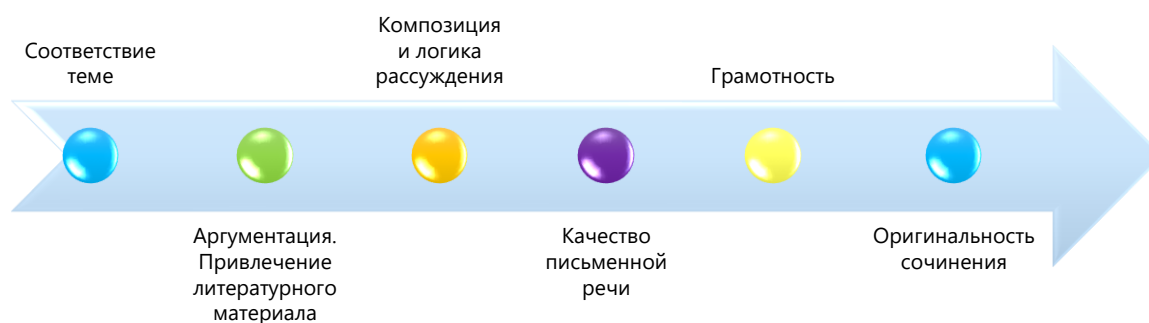 Соответствие
теме
Аргументация.
Привлечение
литературного
материала
Композиция
и логика
рассуждения
Качество
письменной
речи
Грамотность
Оригинальность
сочинения